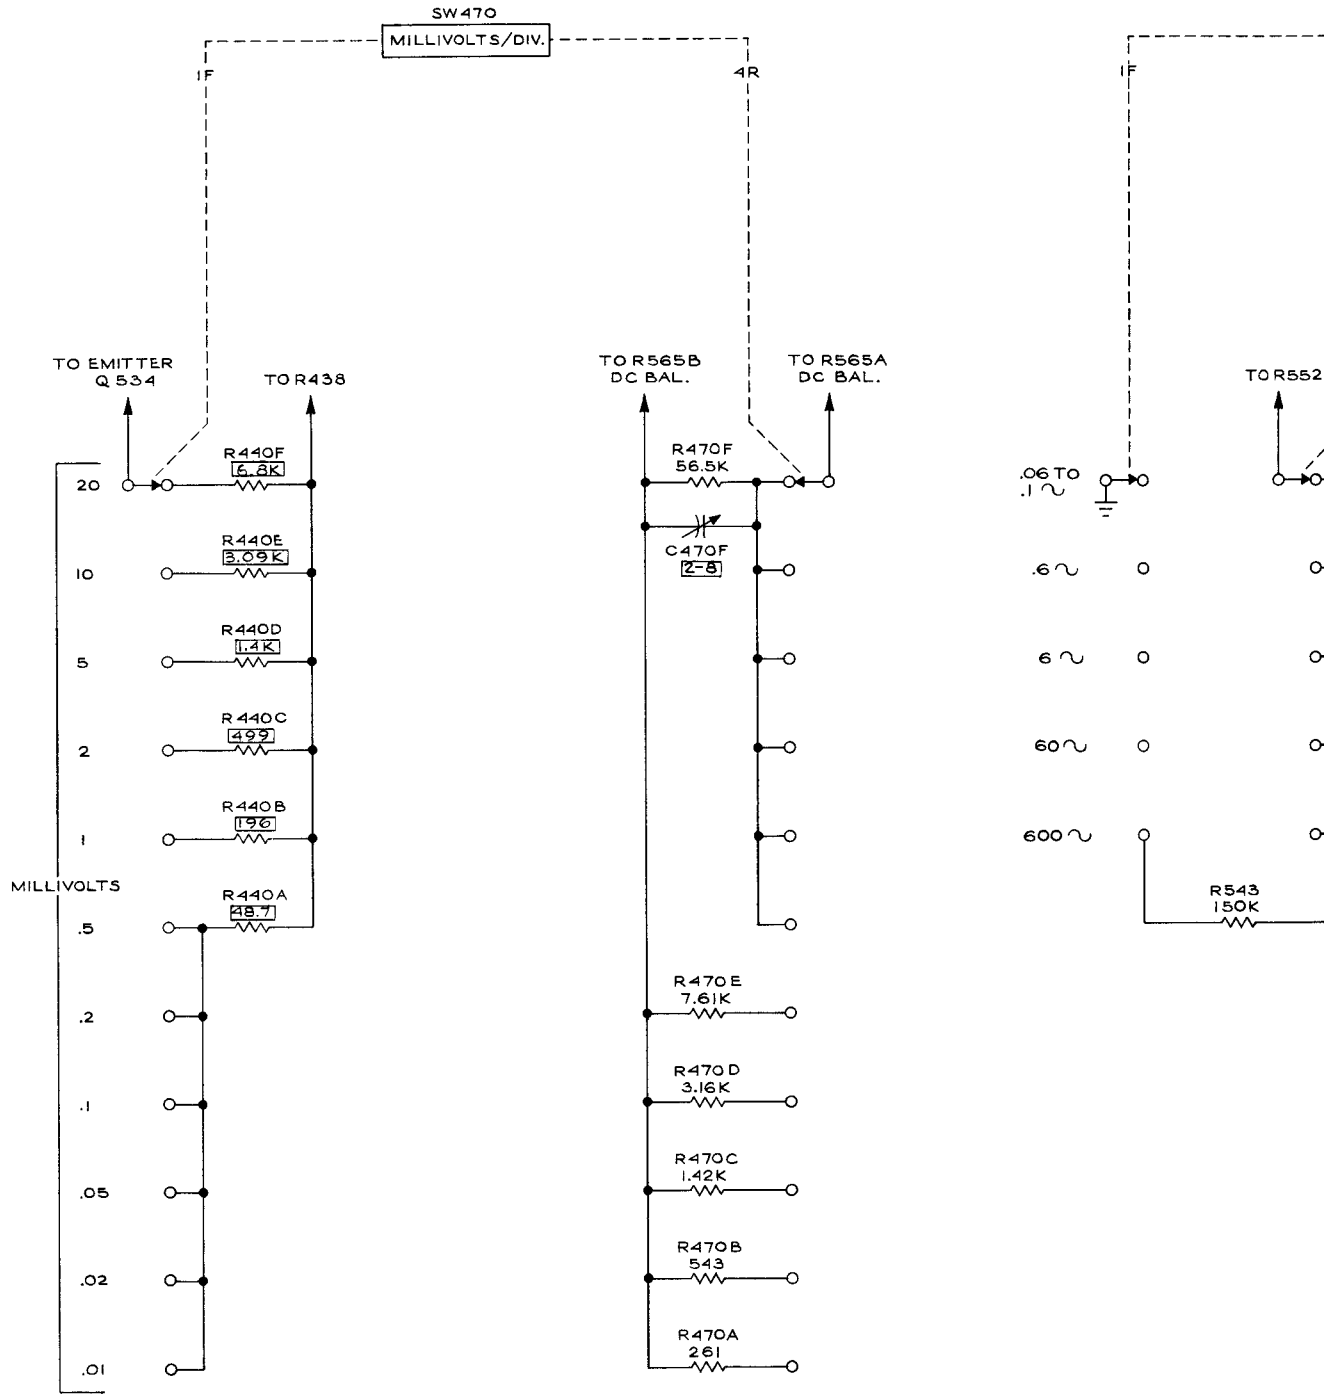 SW470
MILLIVOLTS/DIV.
1F
4R
1F
TO EMITTER
Q534
TO R438
TO R565B
DC BAL.
TO R565A
DC BAL.
TO R552
20
R440F
6.8K
R470F
56.5K
.06 TO
.1 ~
C470F
2-8
10
R440E
3.09K
.6 ~
5
R440D
1.4K
6 ~
2
R440C
499
60 ~
1
R440B
196
600 ~
MILLIVOLTS
.5
R440A
48.7
R543
150K
.2
R470E
7.61K
.1
R470D
3.16K
.05
R470C
1.42K
.02
R470B
543
.01
R470A
261